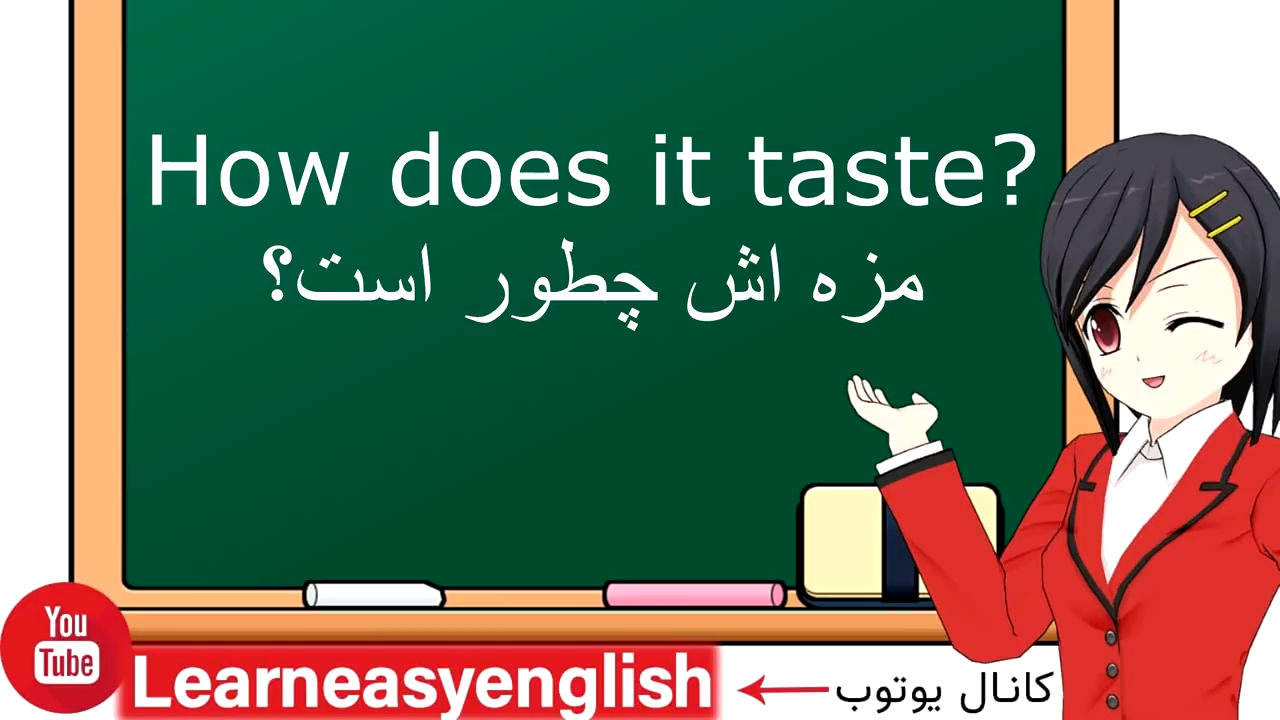 How does it taste?
مزه اش چطور است؟
You
Tube
Learneasyenglish
کانال یوتوب